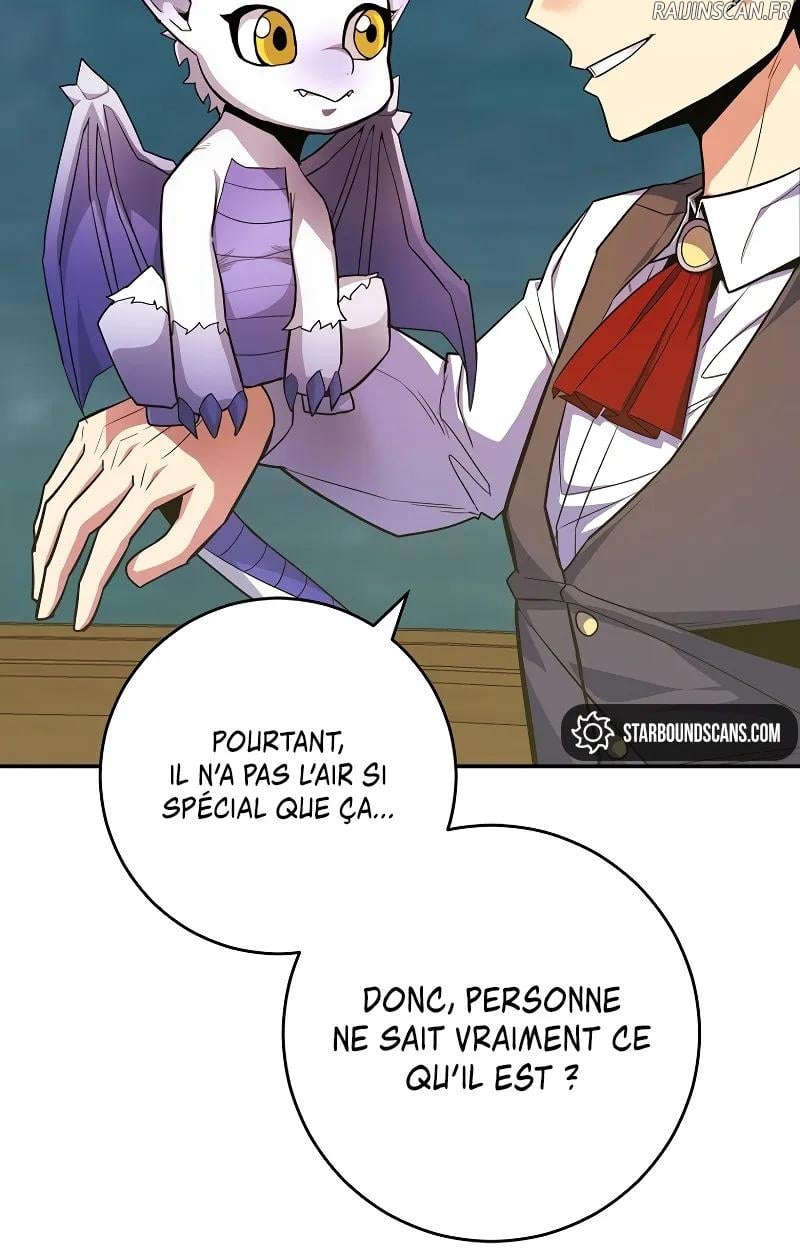 RAIJINSCAN.FR
STARBOUNDSCANS.COM
POURTANT,
IL N'A PAS L'AIR SI
SPÉCIAL QUE ÇA...
DONC, PERSONNE
NE SAIT VRAIMENT CE
QU'IL EST ?